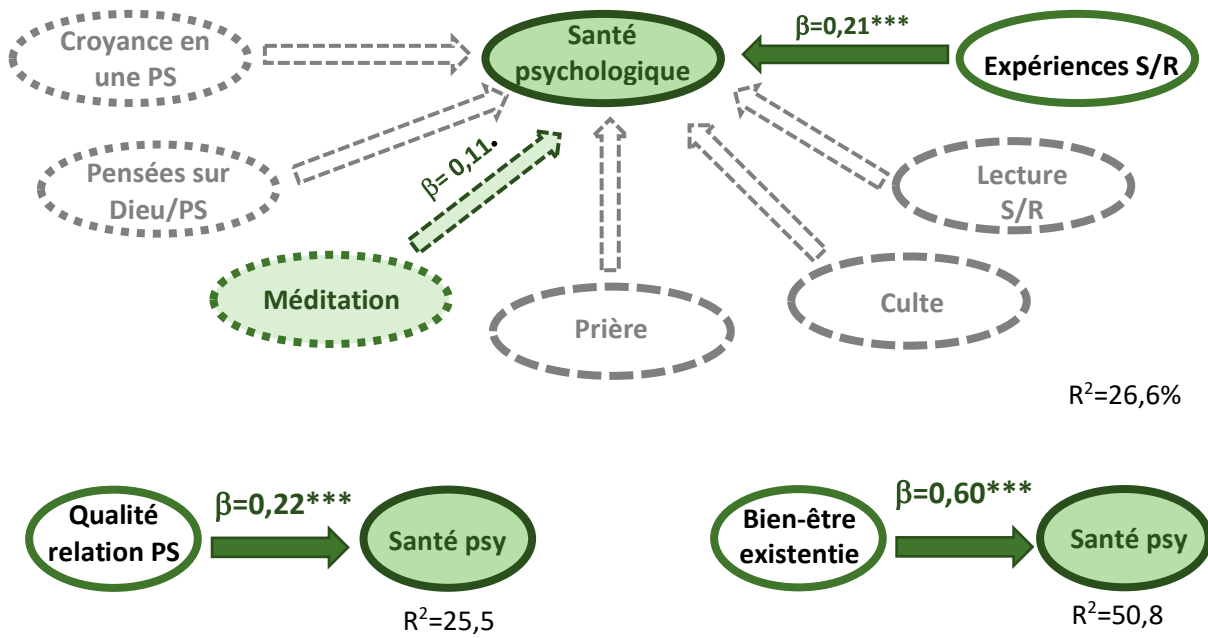 Croyance en
une PS
Santé
psychologique
β=0,21***
Expériences S/R
Pensées sur
Dieu/PS
β= 0,11.
Lecture
S/R
Méditation
Prière
Culte
R²=26,6%
Qualité
relation PS
β=0,22***
Santé psy
R²=25,5
Bien-être
existentie
β=0,60***
Santé psy
R²=50,8